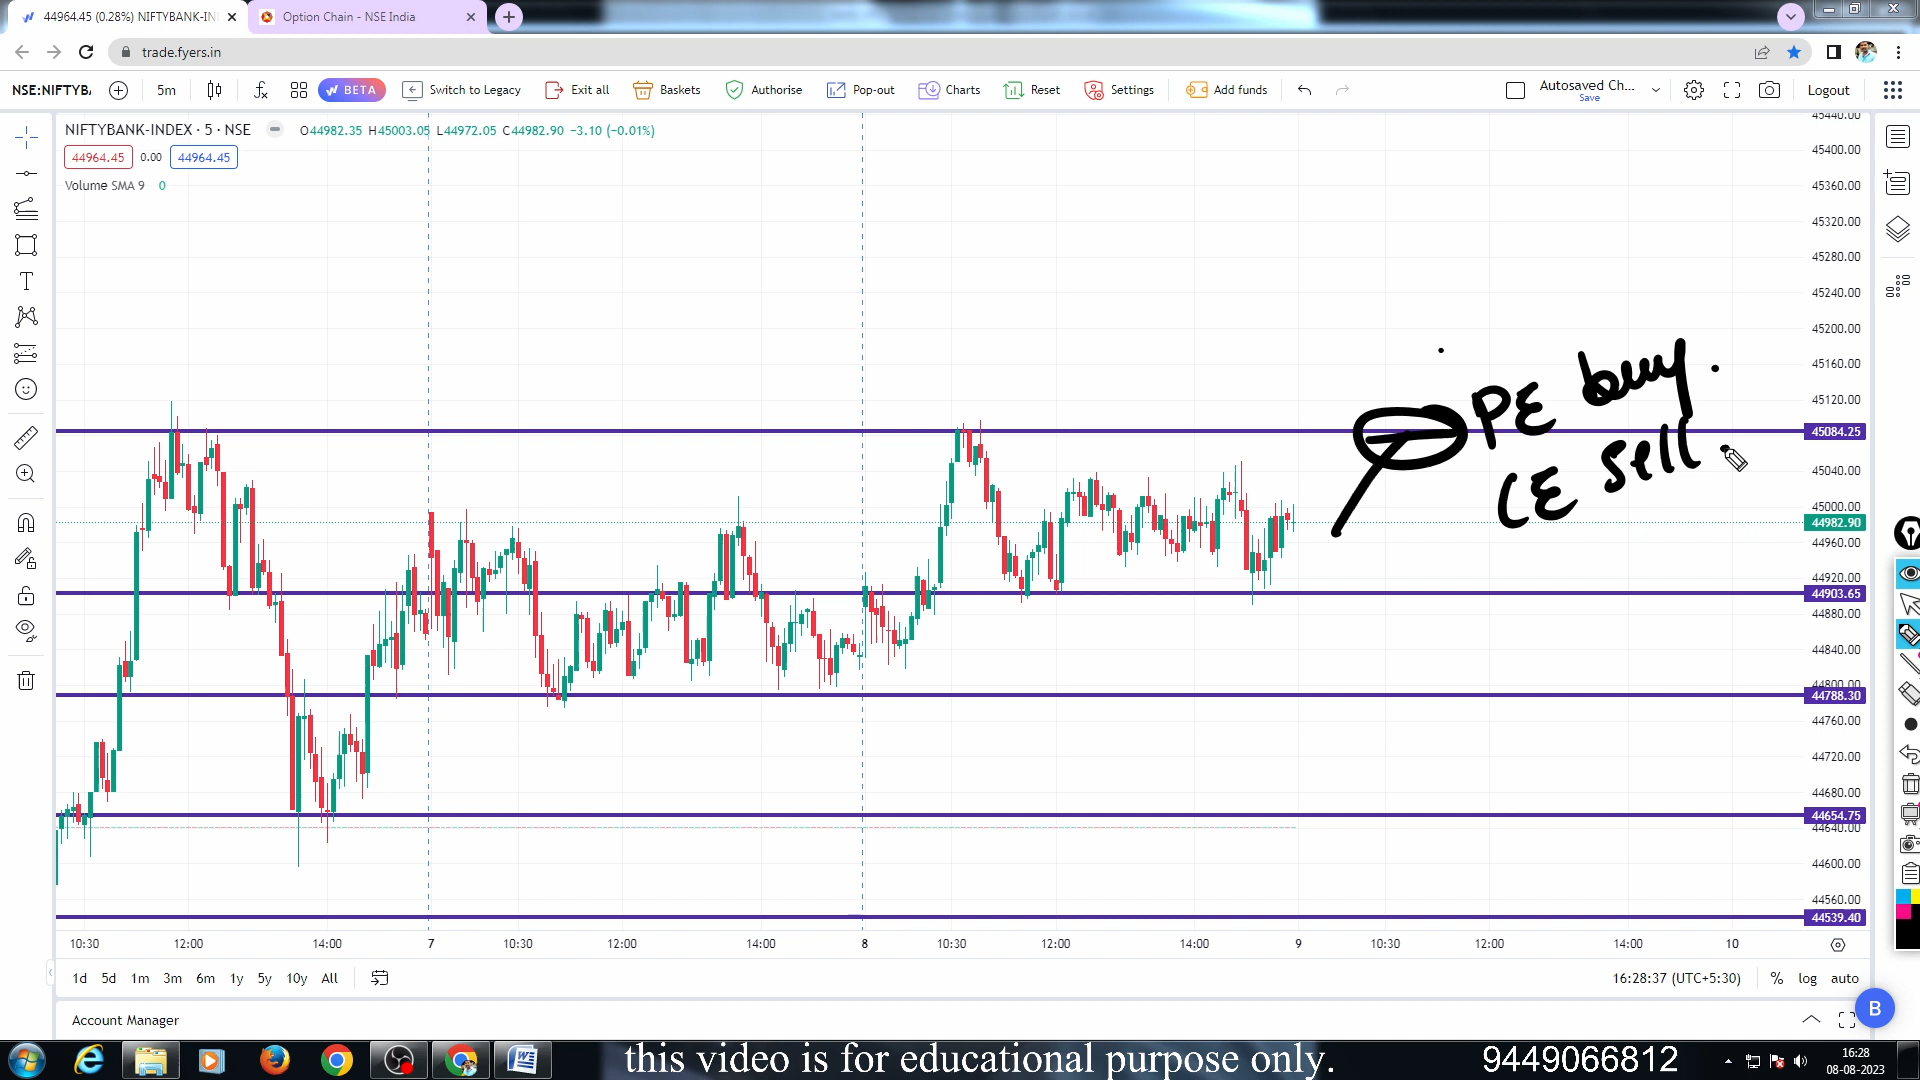 44964.45 (0.28%) NIFTYBANK-IN
Option Chain - NSE India
trade.fyers.in
NSE:NIFTYB
5m
BETA
Switch to Legacy
Exit all
Baskets
Authorise
Pop-out
Charts
Reset
Settings
Add funds
Autosaved Ch...
Save
Logout
NIFTYBANK-INDEX · 5 · NSE
O44982.35 H45003.05 L44972.05 C44982.90 −3.10 (−0.01%)
44964.45 0.00 44964.45
Volume SMA 9 0
45440.00
45400.00
45360.00
45320.00
45280.00
45240.00
45200.00
45160.00
45120.00
45084.25
45040.00
45000.00
44982.90
44960.00
44920.00
44903.65
44880.00
44840.00
44800.00
44788.30
44760.00
44720.00
44680.00
44654.75
44640.00
44600.00
44560.00
44539.40
PE buy.
CE sell
10:30 12:00 14:00 7 10:30 12:00 14:00 8 10:30 12:00 14:00 9 10:30 12:00 14:00 10
1d 5d 1m 3m 6m 1y 5y 10y All
16:28:37 (UTC+5:30) % log auto
B
Account Manager
this video is for educational purpose only.
9449066812
16:28
08-08-2023